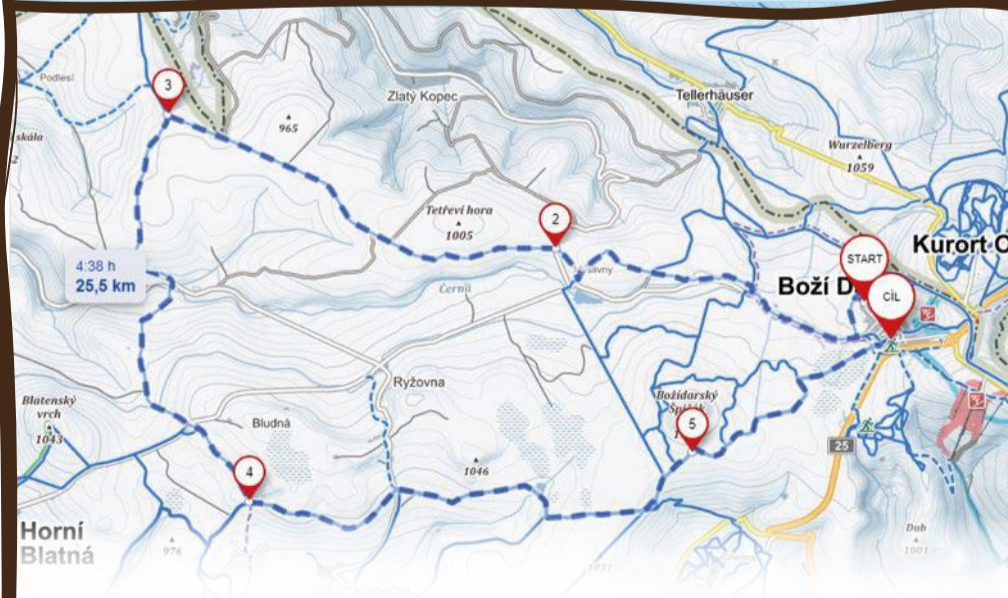 Podlesí
3
965
skála
Zlatý Kopec
Tellerhäuser
Wurzelberg
1059
Tetřeví hora
1005
2
START
Kurort
Boží D
CÍL
4:38 h
25,5 km
Černá
Ryžovna
Blatenský
vrch
1043
Bludná
Božídarský
5
4
1046
25
Horní
Blatná
976
Dub
1001
1031